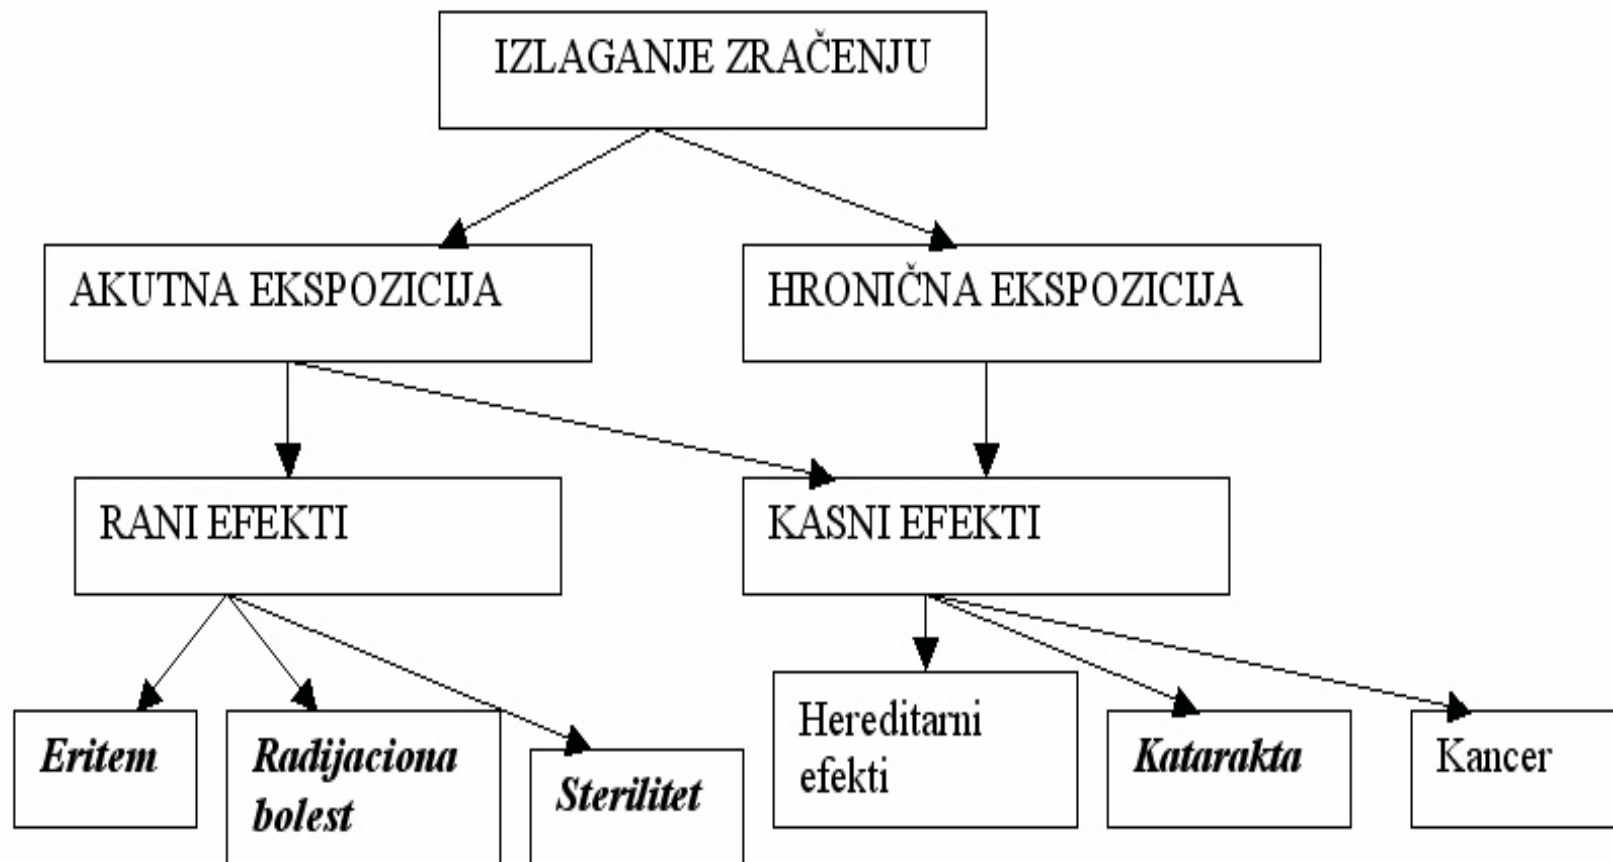 IZLAGANJE ZRAČENJU
AKUTNA EKSPOZICIJA
HRONIČNA EKSPOZICIJA
RANI EFEKTI
KASNI EFEKTI
Eritem
Radijaciona
bolest
Sterilitet
Hereditarni
efekti
Katarakta
Kancer